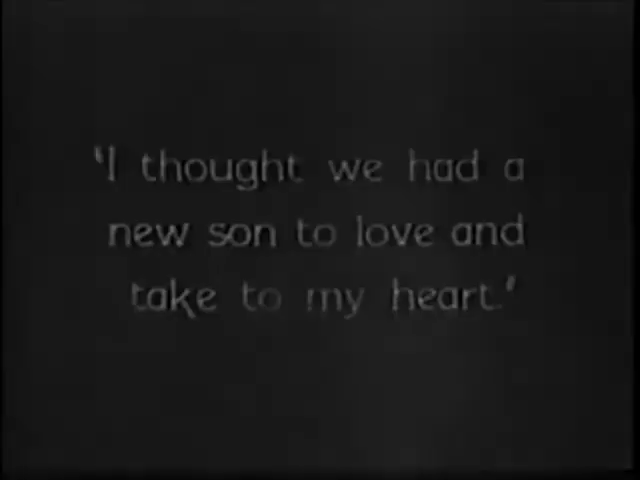 'I thought we had a
new son to love and
take to my heart.'